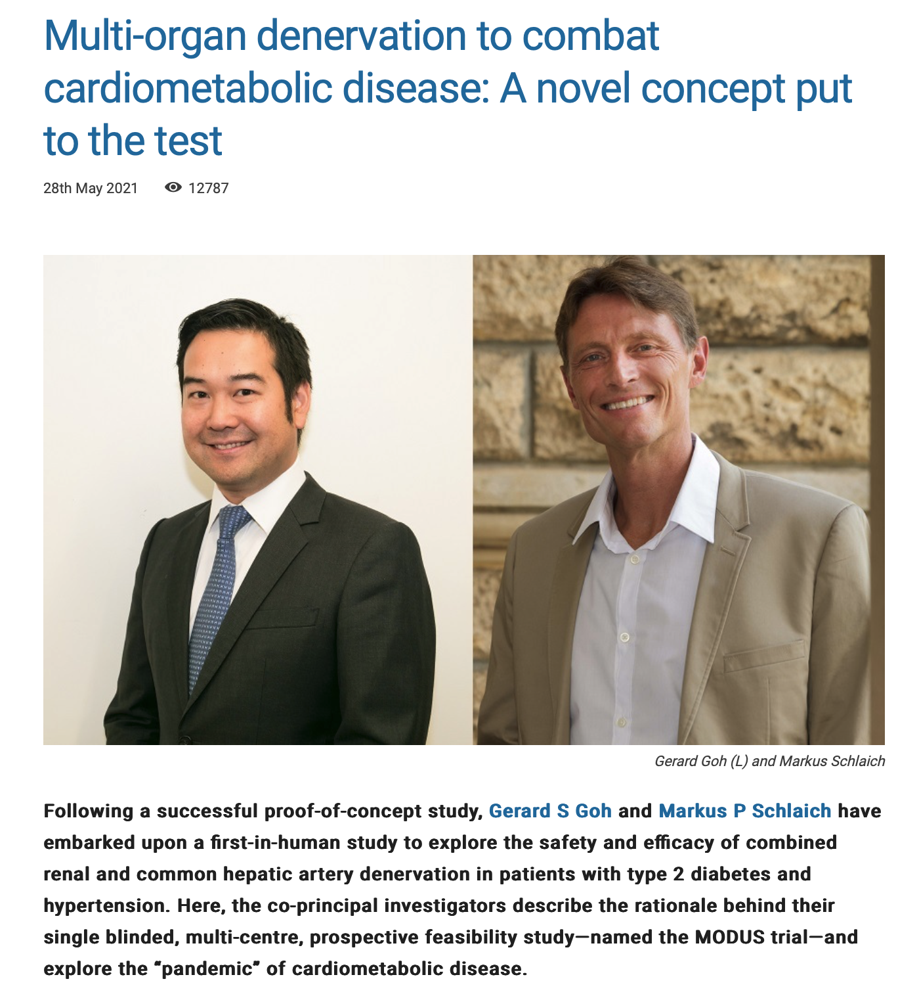 Multi-organ denervation to combat
cardiometabolic disease: A novel concept put
to the test
28th May 2021 12787
Gerard Goh (L) and Markus Schlaich
Following a successful proof-of-concept study, Gerard S Goh and Markus P Schlaich have
embarked upon a first-in-human study to explore the safety and efficacy of combined
renal and common hepatic artery denervation in patients with type 2 diabetes and
hypertension. Here, the co-principal investigators describe the rationale behind their
single blinded, multi-centre, prospective feasibility study—named the MODUS trial—and
explore the “pandemic” of cardiometabolic disease.